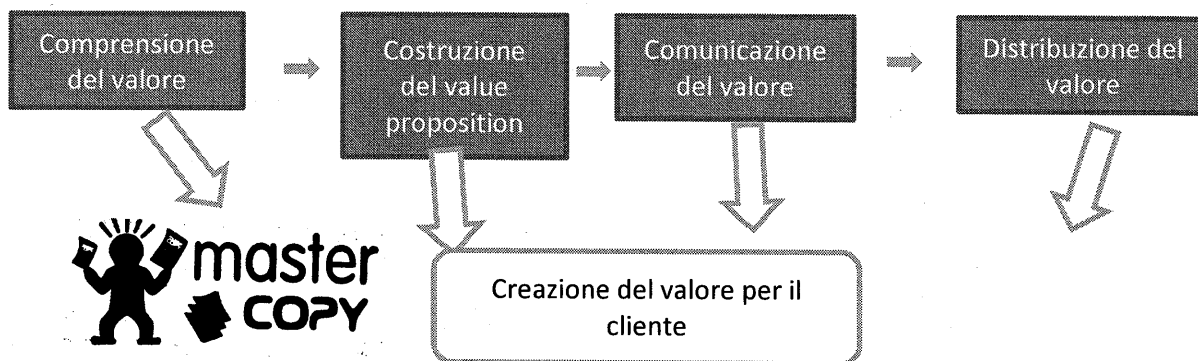 Comprensione
del valore
Costruzione
del value
proposition
Comunicazione
del valore
Distribuzione del
valore
master
COPY
Creazione del valore per il
cliente